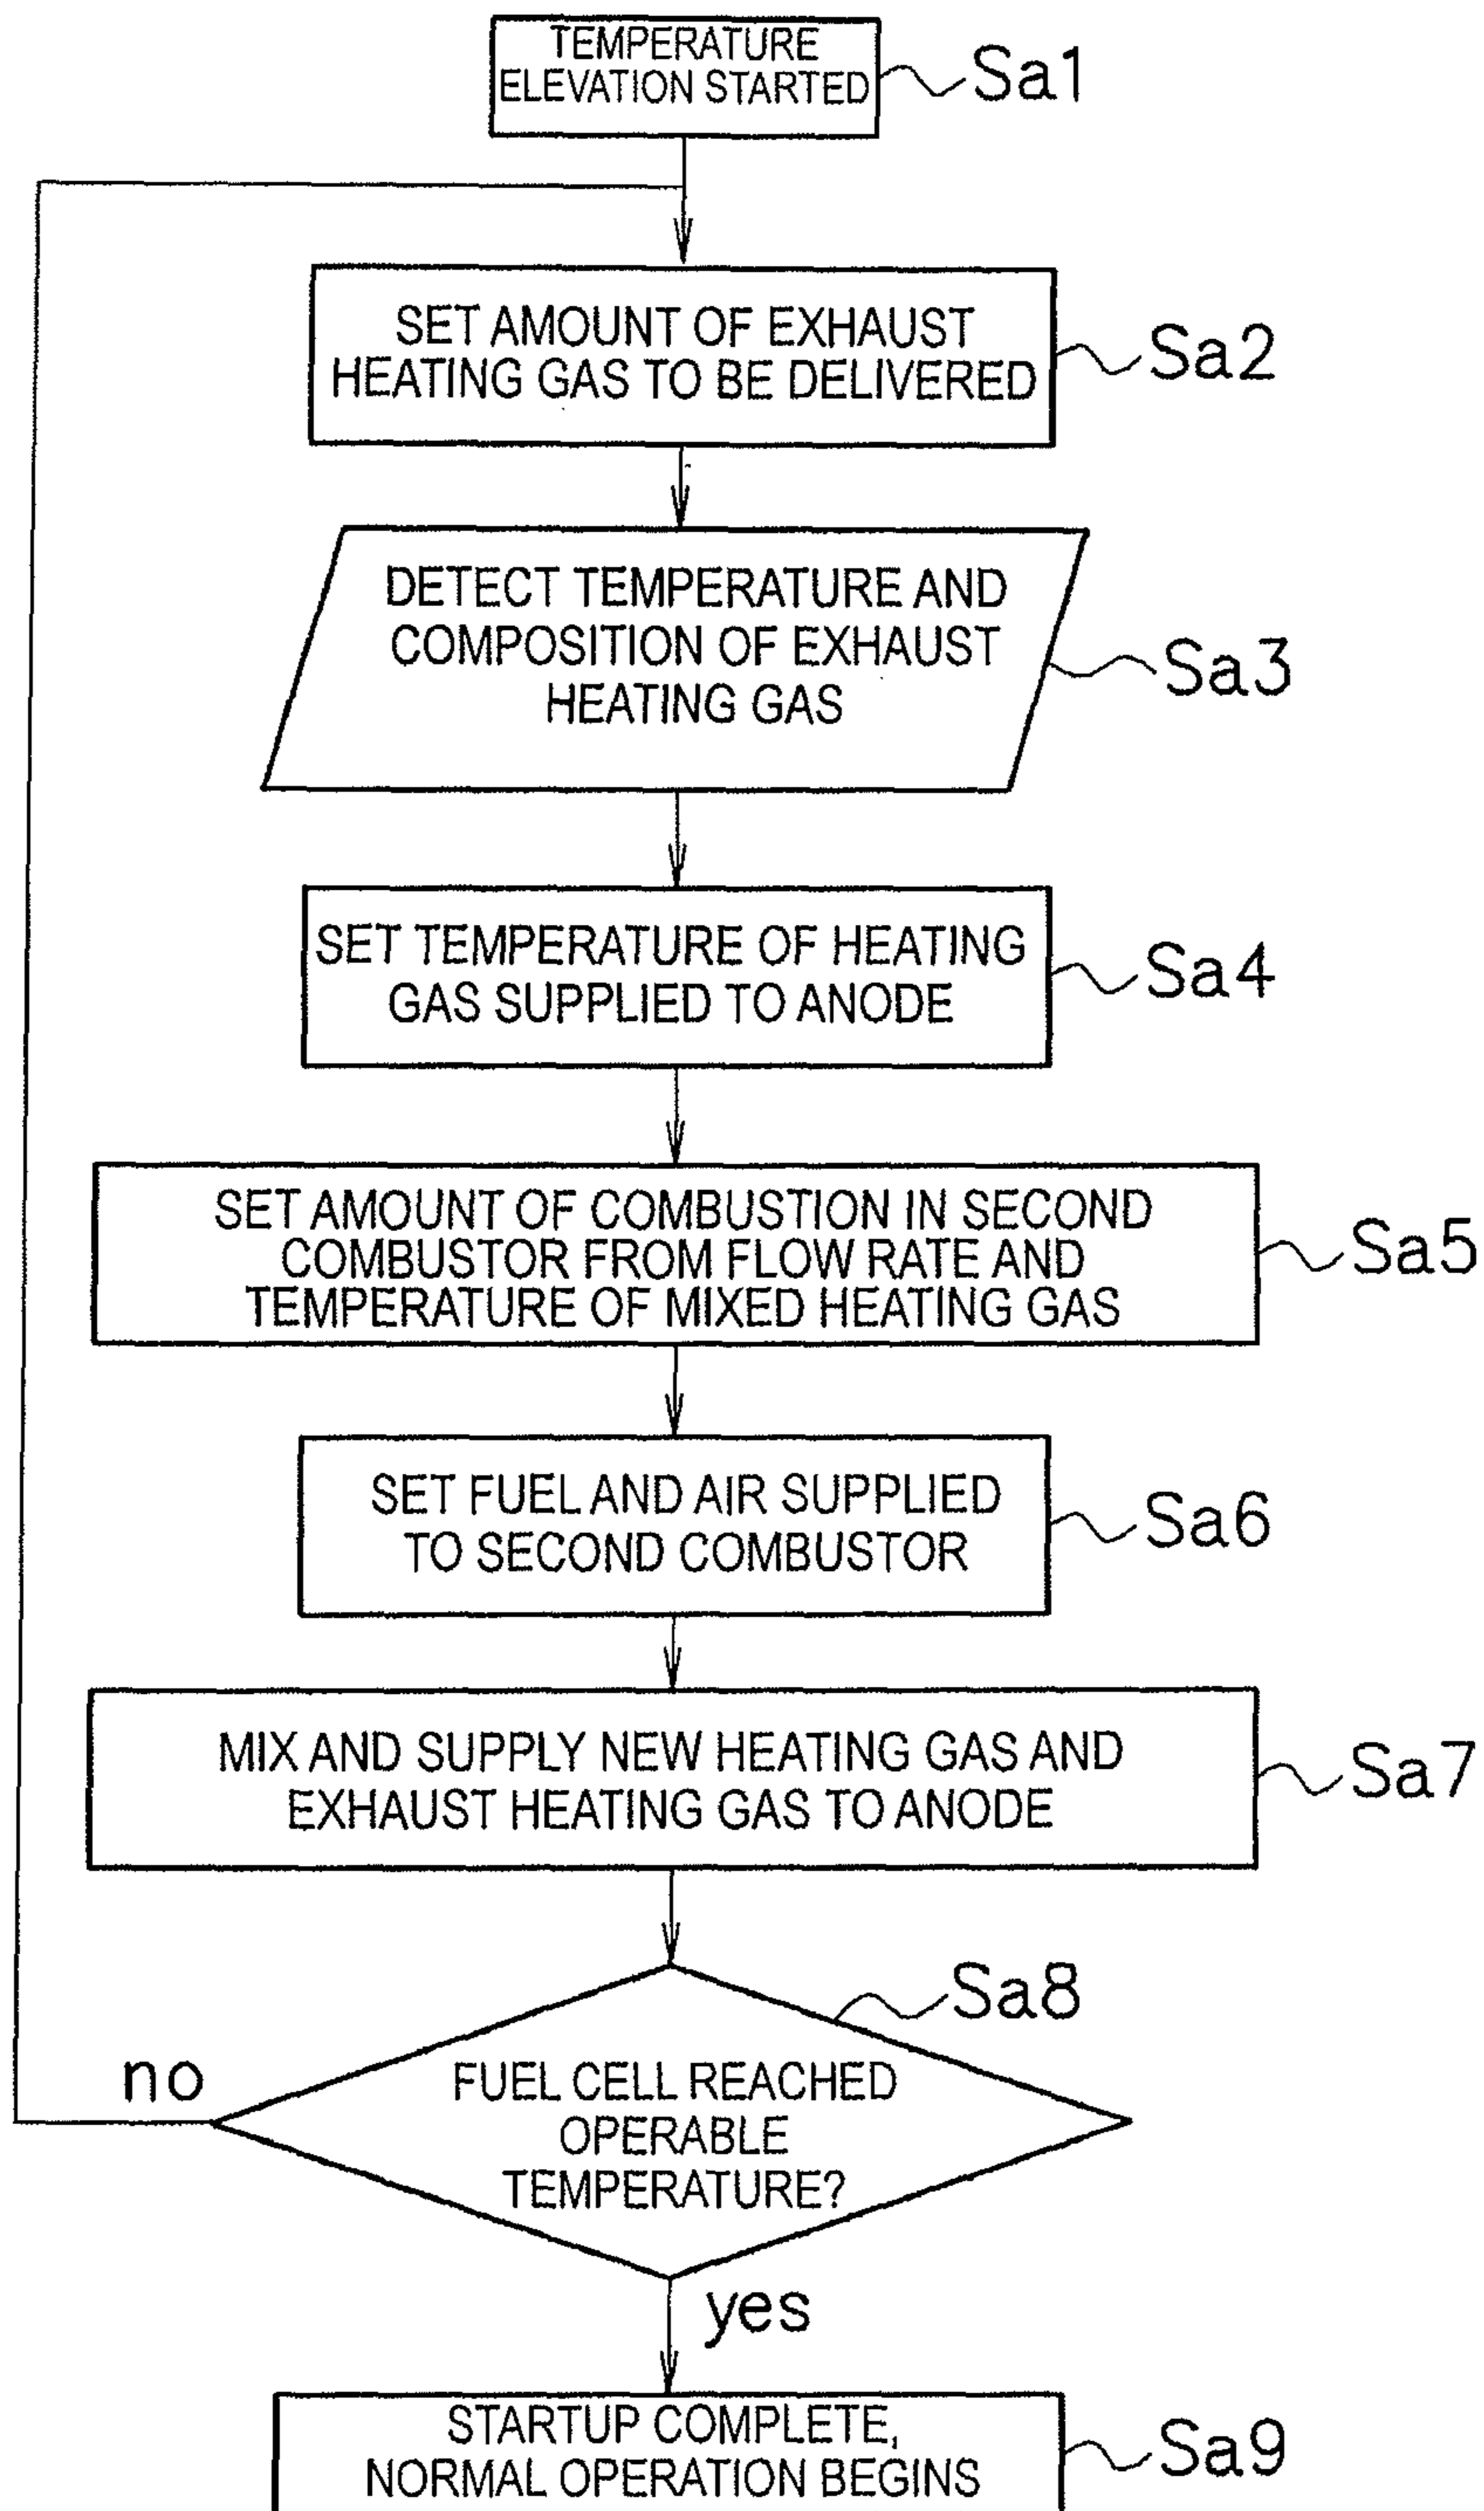 TEMPERATURE
ELEVATION STARTED
Sa1
SET AMOUNT OF EXHAUST
HEATING GAS TO BE DELIVERED
Sa2
DETECT TEMPERATURE AND
COMPOSITION OF EXHAUST
HEATING GAS
Sa3
SET TEMPERATURE OF HEATING
GAS SUPPLIED TO ANODE
Sa4
SET AMOUNT OF COMBUSTION IN SECOND
COMBUSTOR FROM FLOW RATE AND
TEMPERATURE OF MIXED HEATING GAS
Sa5
SET FUEL AND AIR SUPPLIED
TO SECOND COMBUSTOR
Sa6
MIX AND SUPPLY NEW HEATING GAS AND
EXHAUST HEATING GAS TO ANODE
Sa7
Sa8
no
FUEL CELL REACHED
OPERABLE
TEMPERATURE?
yes
STARTUP COMPLETE,
NORMAL OPERATION BEGINS
Sa9